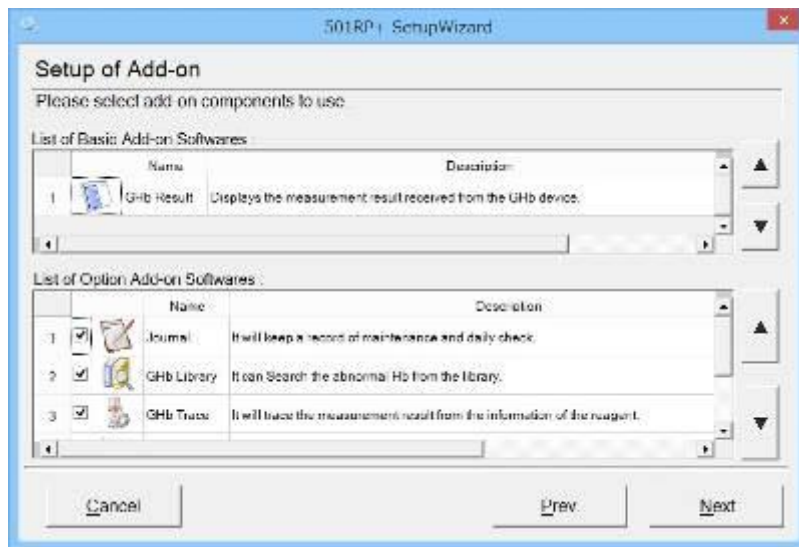 501RP+ SetupWizard
Setup of Add-on
Please select add on components to use
List of Basic Add-on Softwares :
Name Description
1 GHb Result Displays the measurement result received from the GHb device.
List of Option Add-on Softwares :
Name Description
1 Journal It will keep a record of maintenance and daily check.
2 GHb Library It can Search the abnormal Hb from the library.
3 GHb Trace It will trace the measurement result from the information of the reagent.
Cancel Prev Next